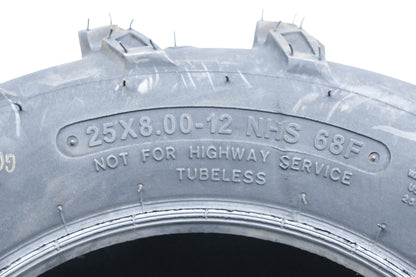 25X8.00-12 NHS 68F
NOT FOR HIGHWAY SERVICE
TUBELESS